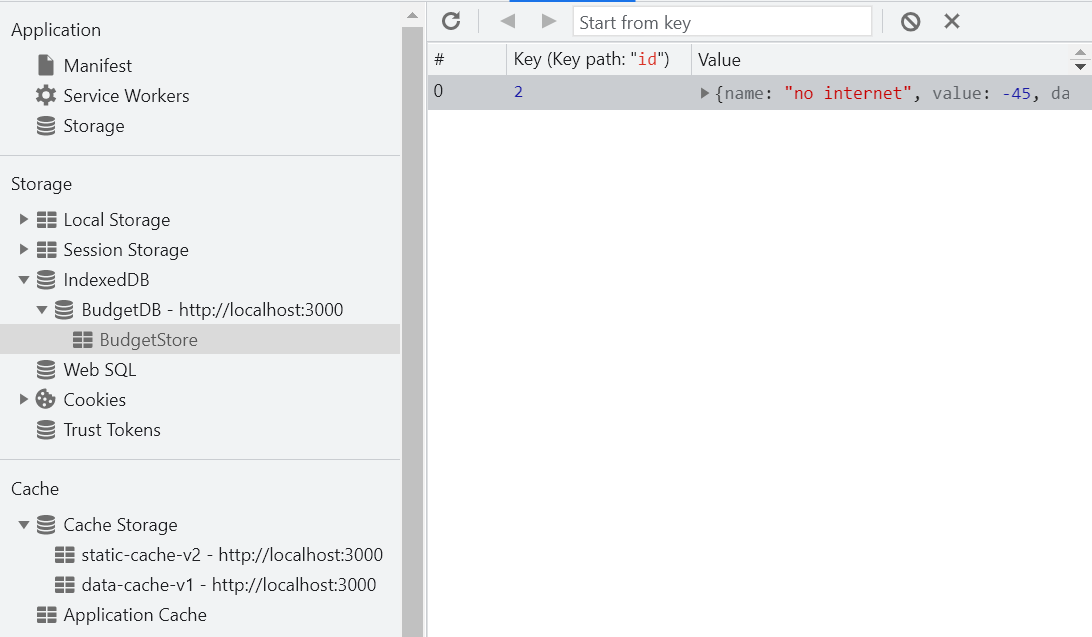 Application
Manifest
Service Workers
Storage
Storage
Local Storage
Session Storage
IndexedDB
BudgetDB - http://localhost:3000
BudgetStore
Web SQL
Cookies
Trust Tokens
Cache
Cache Storage
static-cache-v2 - http://localhost:3000
data-cache-v1 - http://localhost:3000
Application Cache
Start from key
# Key (Key path: "id") Value
0 2 {name: "no internet", value: -45, da